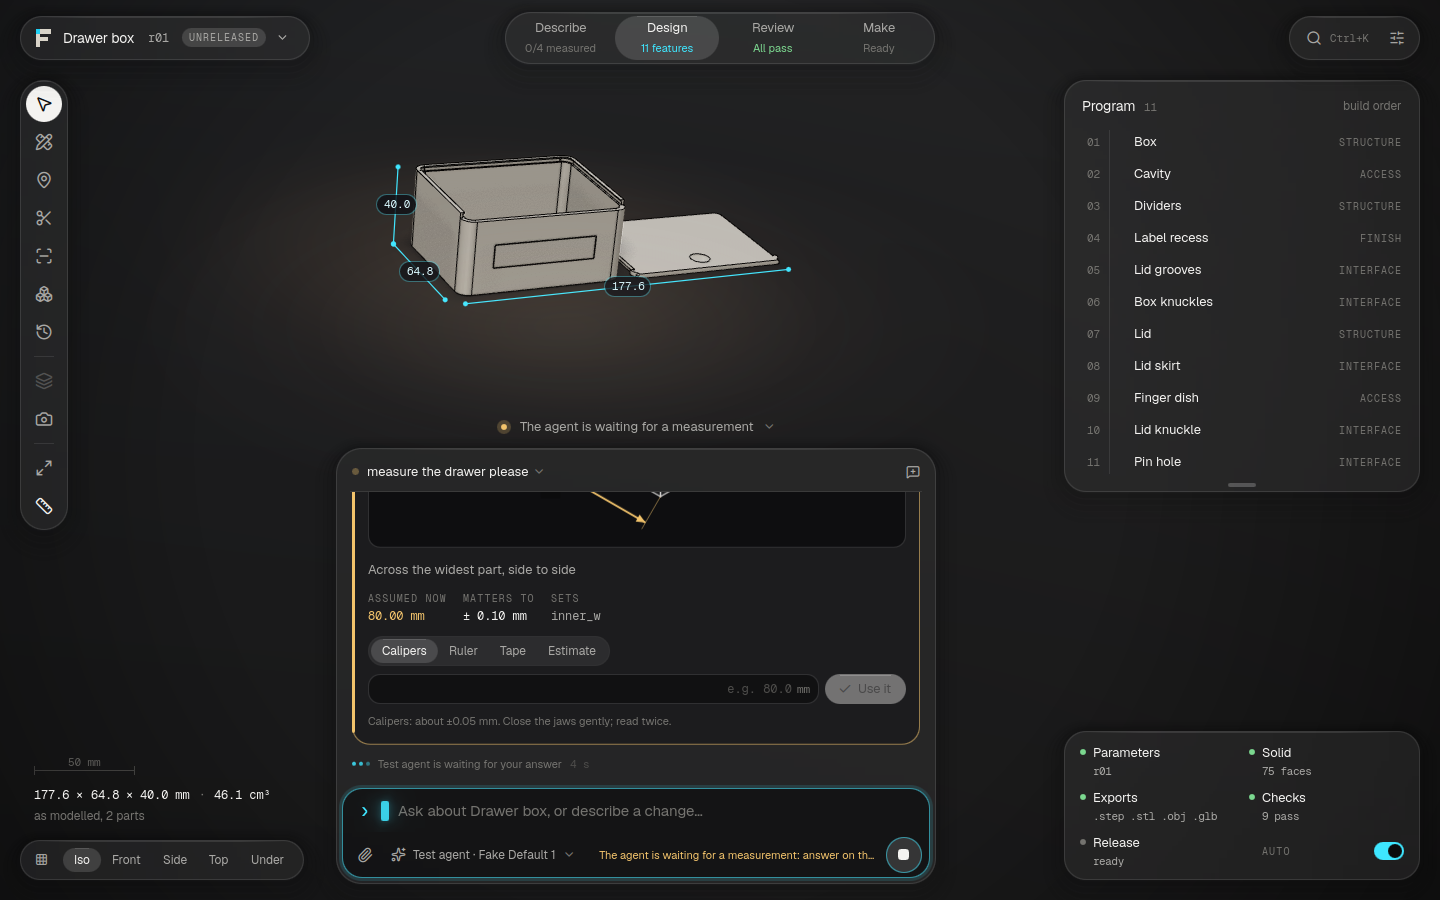 Drawer box r01 UNRELEASED
Describe
0/4 measured
Design
11 features
Review
All pass
Make
Ready
Ctrl+K
Program 11 build order
01 Box STRUCTURE
02 Cavity ACCESS
03 Dividers STRUCTURE
04 Label recess FINISH
05 Lid grooves INTERFACE
06 Box knuckles INTERFACE
07 Lid STRUCTURE
08 Lid skirt INTERFACE
09 Finger dish ACCESS
10 Lid knuckle INTERFACE
11 Pin hole INTERFACE
40.0
64.8
177.6
The agent is waiting for a measurement
measure the drawer please
Across the widest part, side to side
ASSUMED NOW MATTERS TO SETS
80.00 mm ± 0.10 mm inner_w
Calipers Ruler Tape Estimate
e.g. 80.0 mm Use it
Calipers: about ±0.05 mm. Close the jaws gently; read twice.
Test agent is waiting for your answer 4 s
Ask about Drawer box, or describe a change…
Test agent · Fake Default 1 The agent is waiting for a measurement: answer on th…
50 mm
177.6 × 64.8 × 40.0 mm · 46.1 cm³
as modelled, 2 parts
Iso Front Side Top Under
Parameters
r01
Solid
75 faces
Exports
.step .stl .obj .glb
Checks
9 pass
Release
ready
AUTO